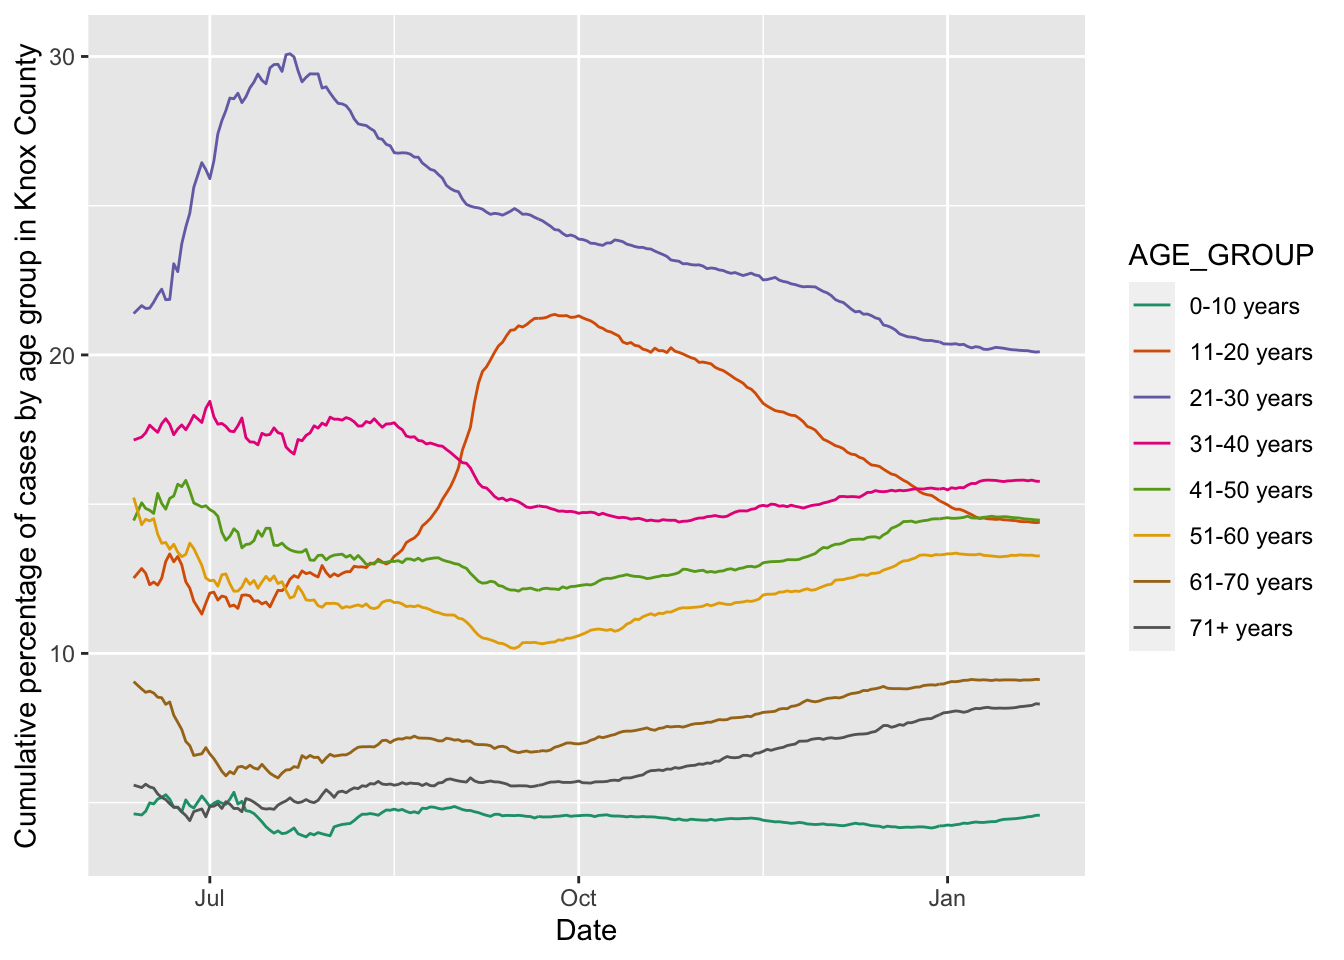 Cumulative percentage of cases by age group in Knox County
30
20
10
Jul
Oct
Jan
Date
AGE_GROUP
0-10 years
11-20 years
21-30 years
31-40 years
41-50 years
51-60 years
61-70 years
71+ years